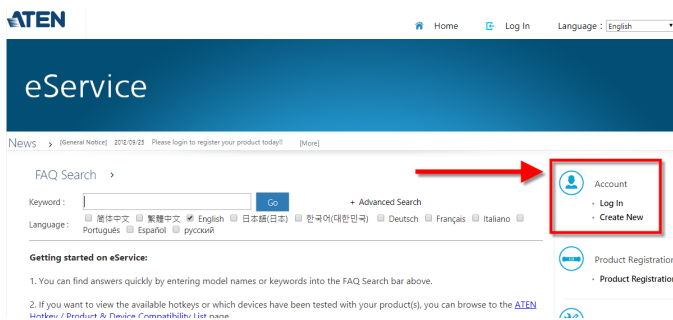 ATEN
Home Log In Language : English
eService
News > [General Notice] 2012/09/25 Please login to register your product today!! [More]
FAQ Search >
Keyword : Go + Advanced Search
Language : 简体中文 繁體中文 English 日本語(日本) 한국어(대한민국) Deutsch Français Italiano
Português Español русский
Getting started on eService:
1. You can find answers quickly by entering model names or keywords into the FAQ Search bar above.
2. If you want to view the available hotkeys or which devices have been tested with your product(s), you can browse to the ATEN
Hotkey / Product & Device Compatibility List page
Account
• Log In
• Create New
Product Registration
• Product Registration